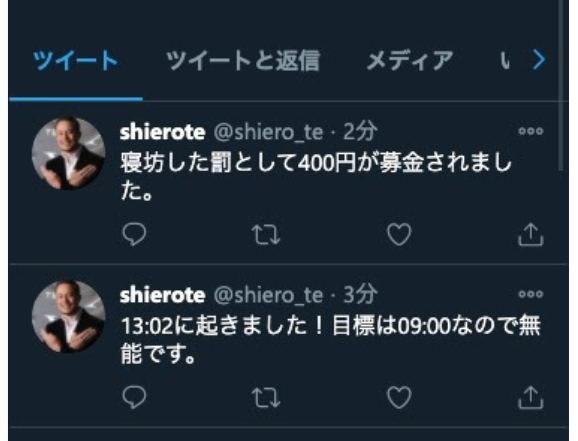 ツイート ツイートと返信 メディア い
shierote @shiero_te · 2分
寝坊した罰として400円が募金されまし
た。
shierote @shiero_te · 3分
13:02に起きました！目標は09:00なので無
能です。